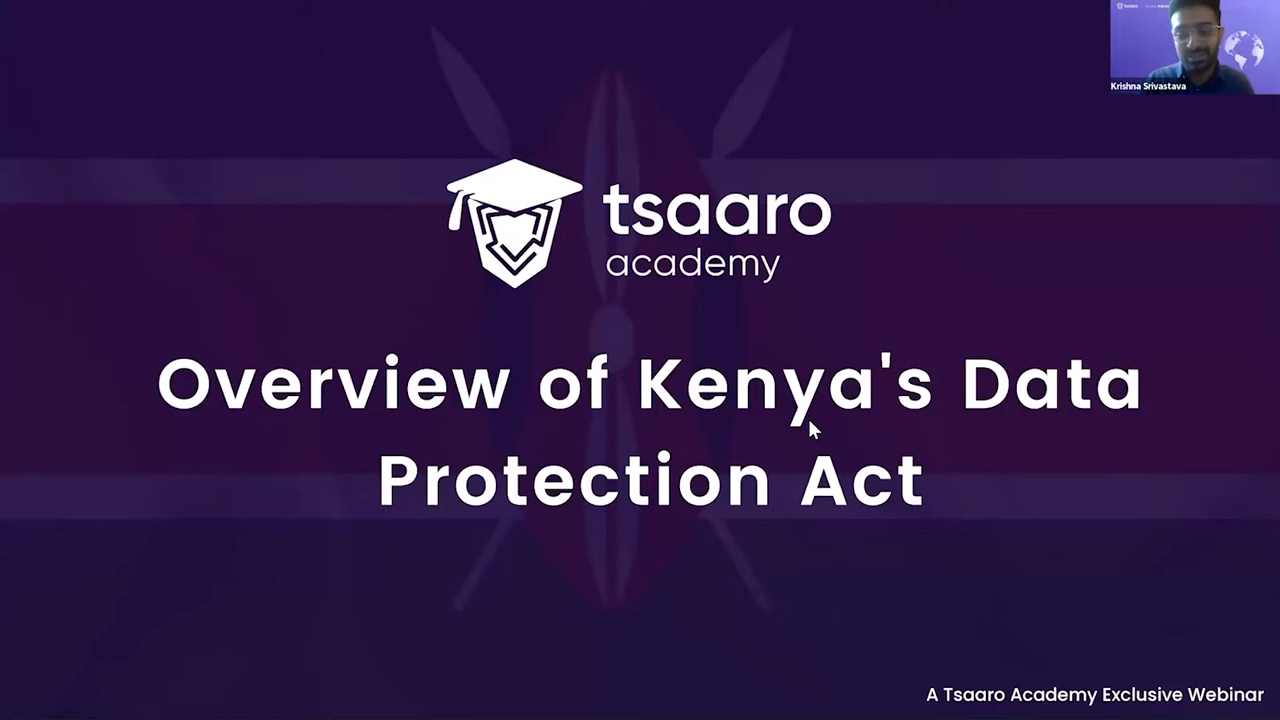 Krishna Srivastava
tsaaro
academy
Overview of Kenya's Data
Protection Act
A Tsaaro Academy Exclusive Webinar